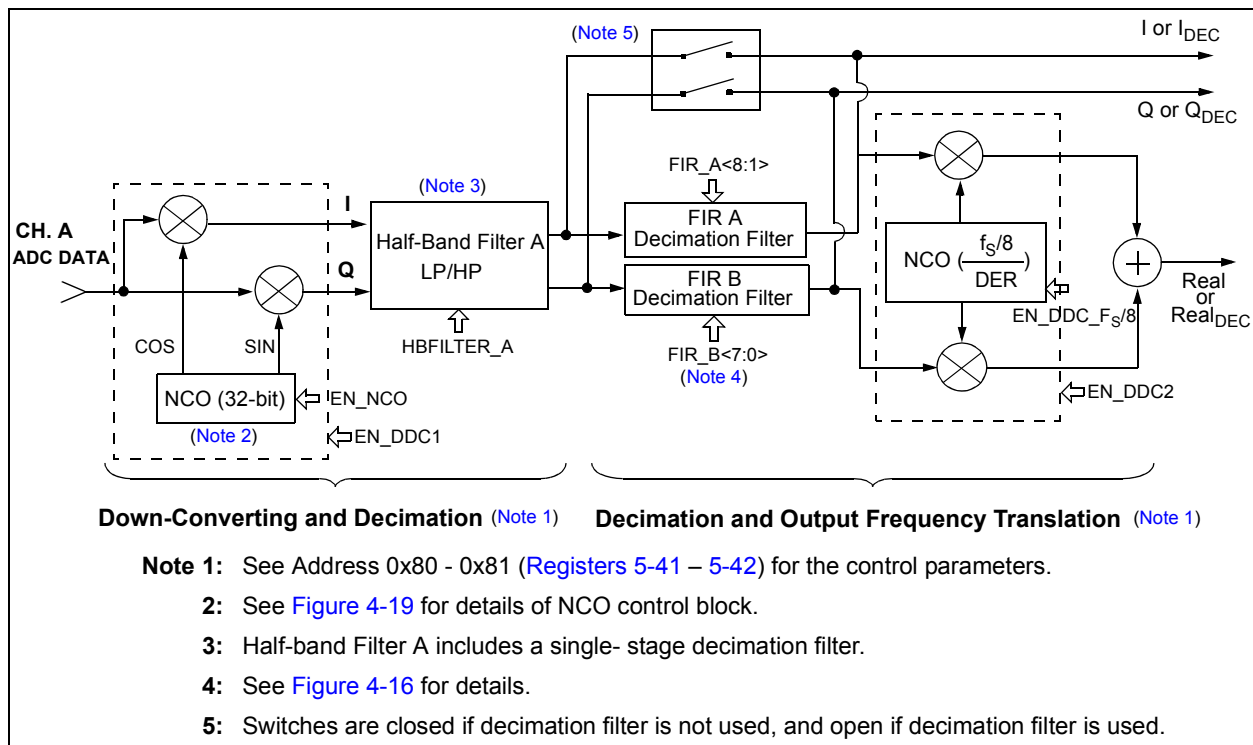 (Note 5)
I or I_DEC
Q or Q_DEC
FIR_A<8:1>
(Note 3)
I
FIR A
Decimation Filter
CH. A
ADC DATA
Half-Band Filter A
LP/HP
NCO (f_S/8 / DER)
Q
FIR B
Decimation Filter
Real
or
Real_DEC
EN_DDC_F_S/8
COS
SIN
HBFILTER_A
FIR_B<7:0>
(Note 4)
NCO (32-bit)
EN_NCO
EN_DDC2
(Note 2)
EN_DDC1
Down-Converting and Decimation (Note 1)
Decimation and Output Frequency Translation (Note 1)
Note 1: See Address 0x80 - 0x81 (Registers 5-41 – 5-42) for the control parameters.
2: See Figure 4-19 for details of NCO control block.
3: Half-band Filter A includes a single- stage decimation filter.
4: See Figure 4-16 for details.
5: Switches are closed if decimation filter is not used, and open if decimation filter is used.